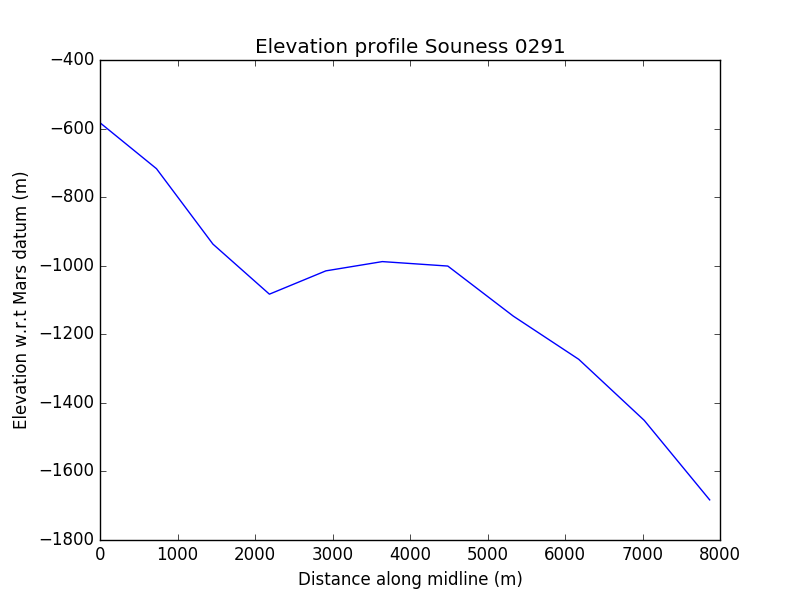 Elevation profile Souness 0291
−400
−600
−800
−1000
−1200
−1400
−1600
−1800
Elevation w.r.t Mars datum (m)
0 1000 2000 3000 4000 5000 6000 7000 8000
Distance along midline (m)